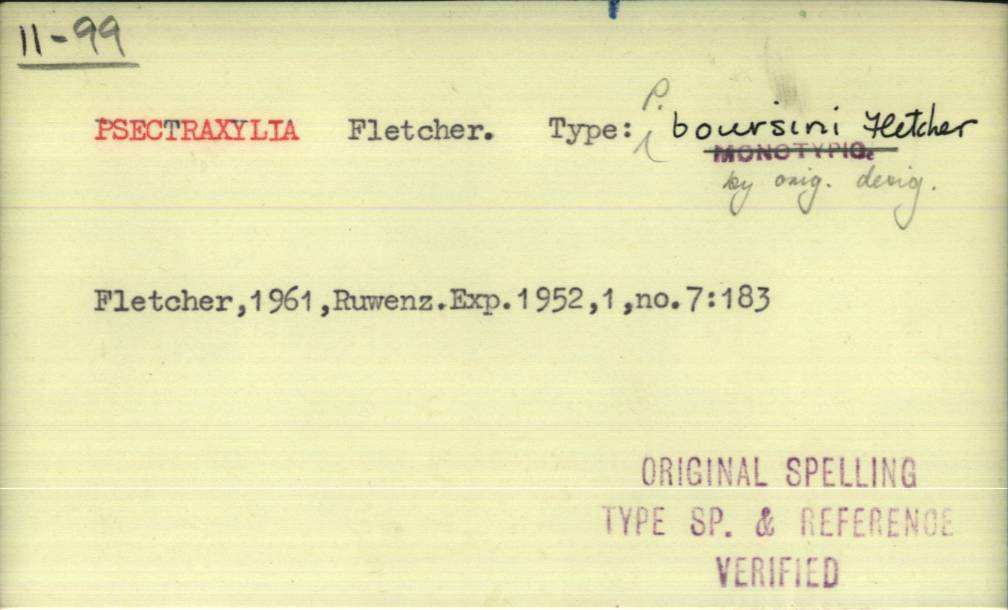 11-99
PSECTRAXYLIA Fletcher. Type: P. boursini Fletcher
MONOTYPIC.
by orig. desig.
Fletcher,1961,Ruwenz.Exp.1952,1,no.7:183
ORIGINAL SPELLING
TYPE SP. & REFERENCE
VERIFIED